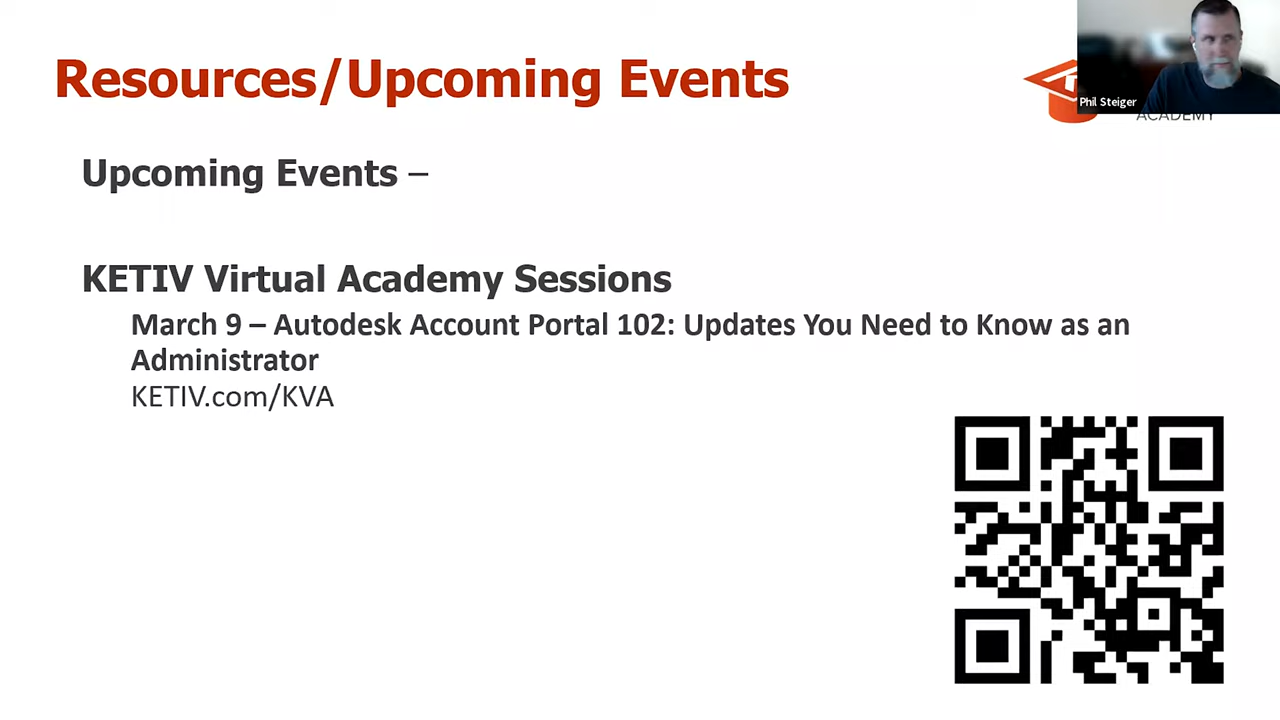 Resources/Upcoming Events
Phil Steiger
ACADEMY
Upcoming Events –
KETIV Virtual Academy Sessions
March 9 – Autodesk Account Portal 102: Updates You Need to Know as an
Administrator
KETIV.com/KVA